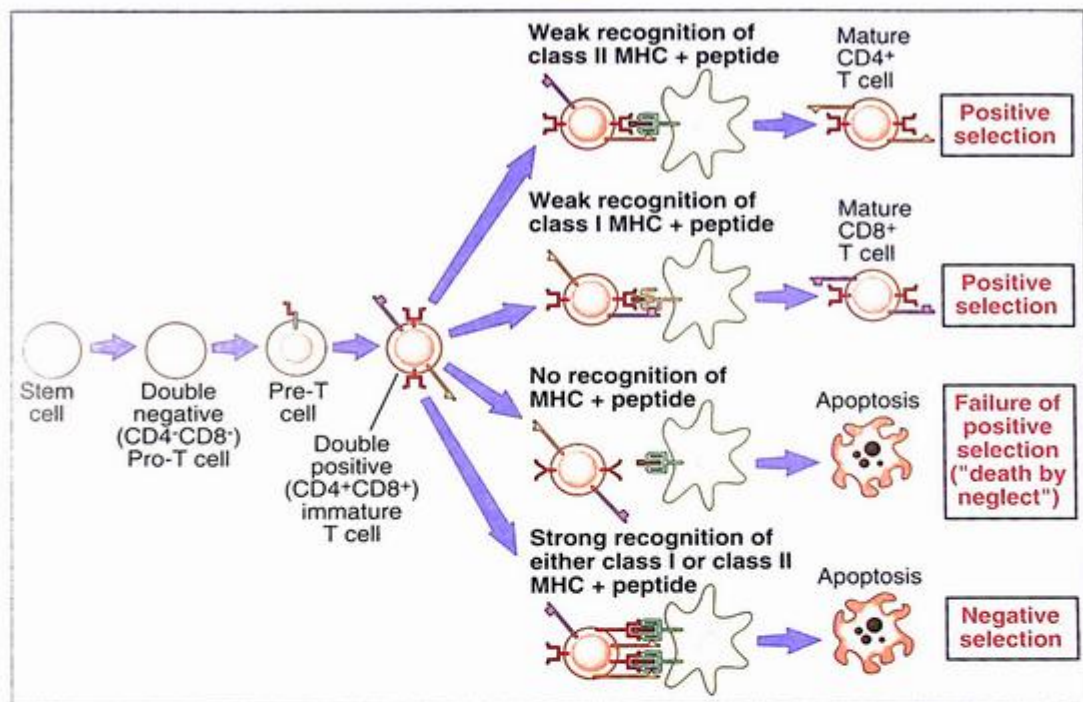 Weak recognition of
class II MHC + peptide
Mature
CD4⁺
T cell
Positive
selection
Weak recognition of
class I MHC + peptide
Mature
CD8⁺
T cell
Positive
selection
Stem
cell
Double
negative
(CD4⁻CD8⁻)
Pro-T cell
Pre-T
cell
Double
positive
(CD4⁺CD8⁺)
immature
T cell
No recognition of
MHC + peptide
Apoptosis
Failure of
positive
selection
("death by
neglect")
Strong recognition of
either class I or class II
MHC + peptide
Apoptosis
Negative
selection